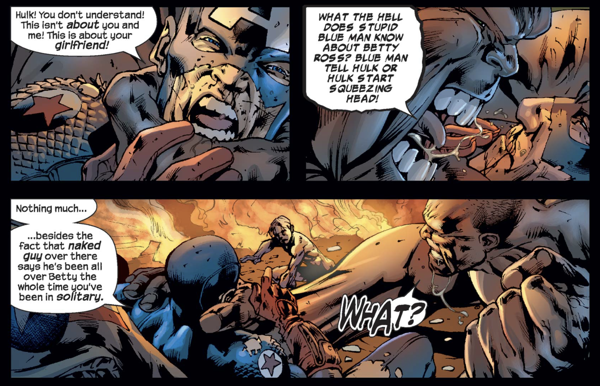 Hulk! You don't understand!
This isn't about you and
me! This is about your
girlfriend!
WHAT THE HELL
DOES STUPID
BLUE MAN KNOW
ABOUT BETTY
ROSS? BLUE MAN
TELL HULK OR
HULK START
SQUEEZING
HEAD!
Nothing much...
...besides the
fact that naked
guy over there
says he's been all
over Betty the
whole time you've
been in solitary.
WHAT?